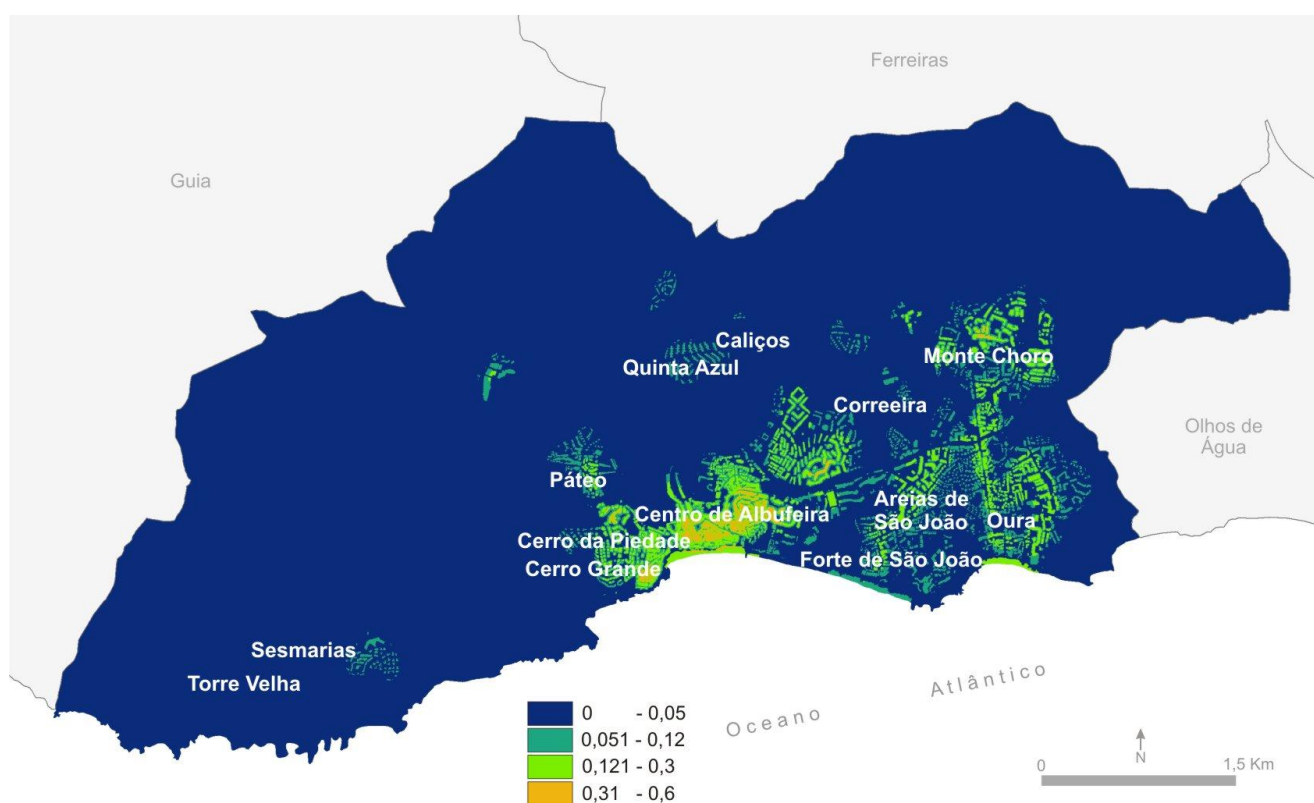 Ferreiras
Guia
Caliços
Quinta Azul
Monte Choro
Correeira
Olhos de
Água
Páteo
Centro de Albufeira
Areias de
São João
Oura
Cerro da Piedade
Forte de São João
Cerro Grande
Sesmarias
Torre Velha
Oceano Atlântico
0 - 0,05
0,051 - 0,12
0,121 - 0,3
0,31 - 0,6
N
0 1,5 Km